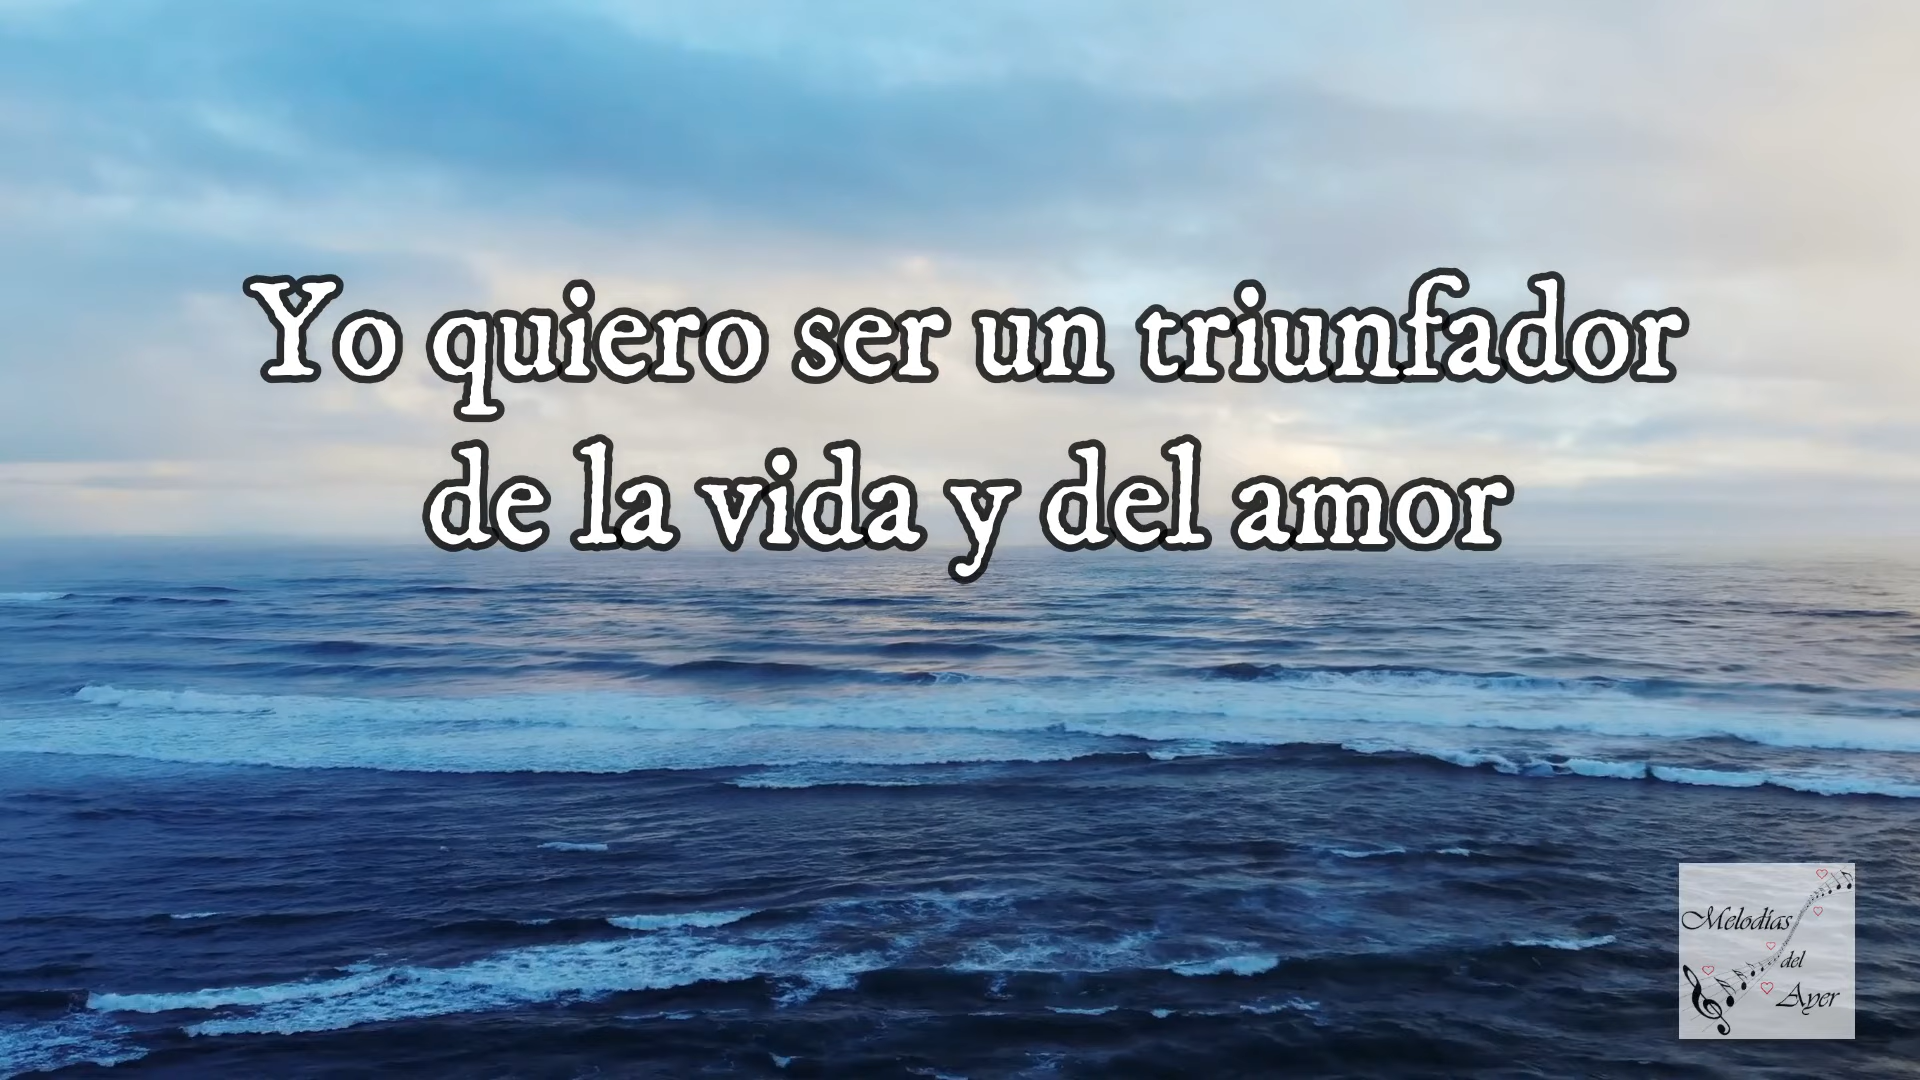 Yo quiero ser un triunfador
de la vida y del amor
Melodías
del
Ayer